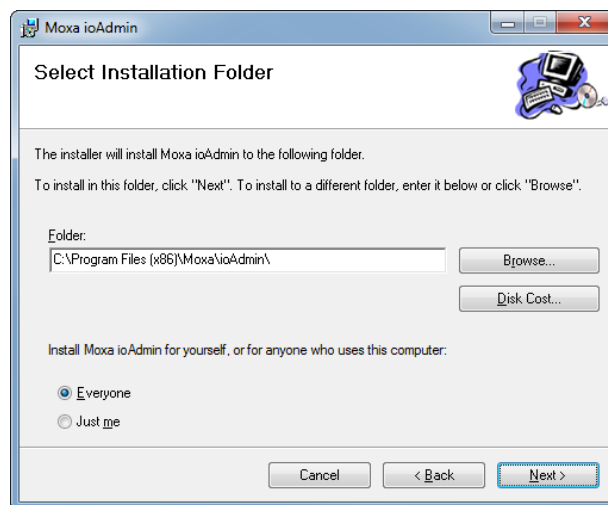 Moxa ioAdmin
Select Installation Folder
The installer will install Moxa ioAdmin to the following folder.
To install in this folder, click "Next". To install to a different folder, enter it below or click "Browse".
Folder:
C:\Program Files (x86)\Moxa\ioAdmin\
Browse...
Disk Cost...
Install Moxa ioAdmin for yourself, or for anyone who uses this computer:
Everyone
Just me
Cancel
< Back
Next >